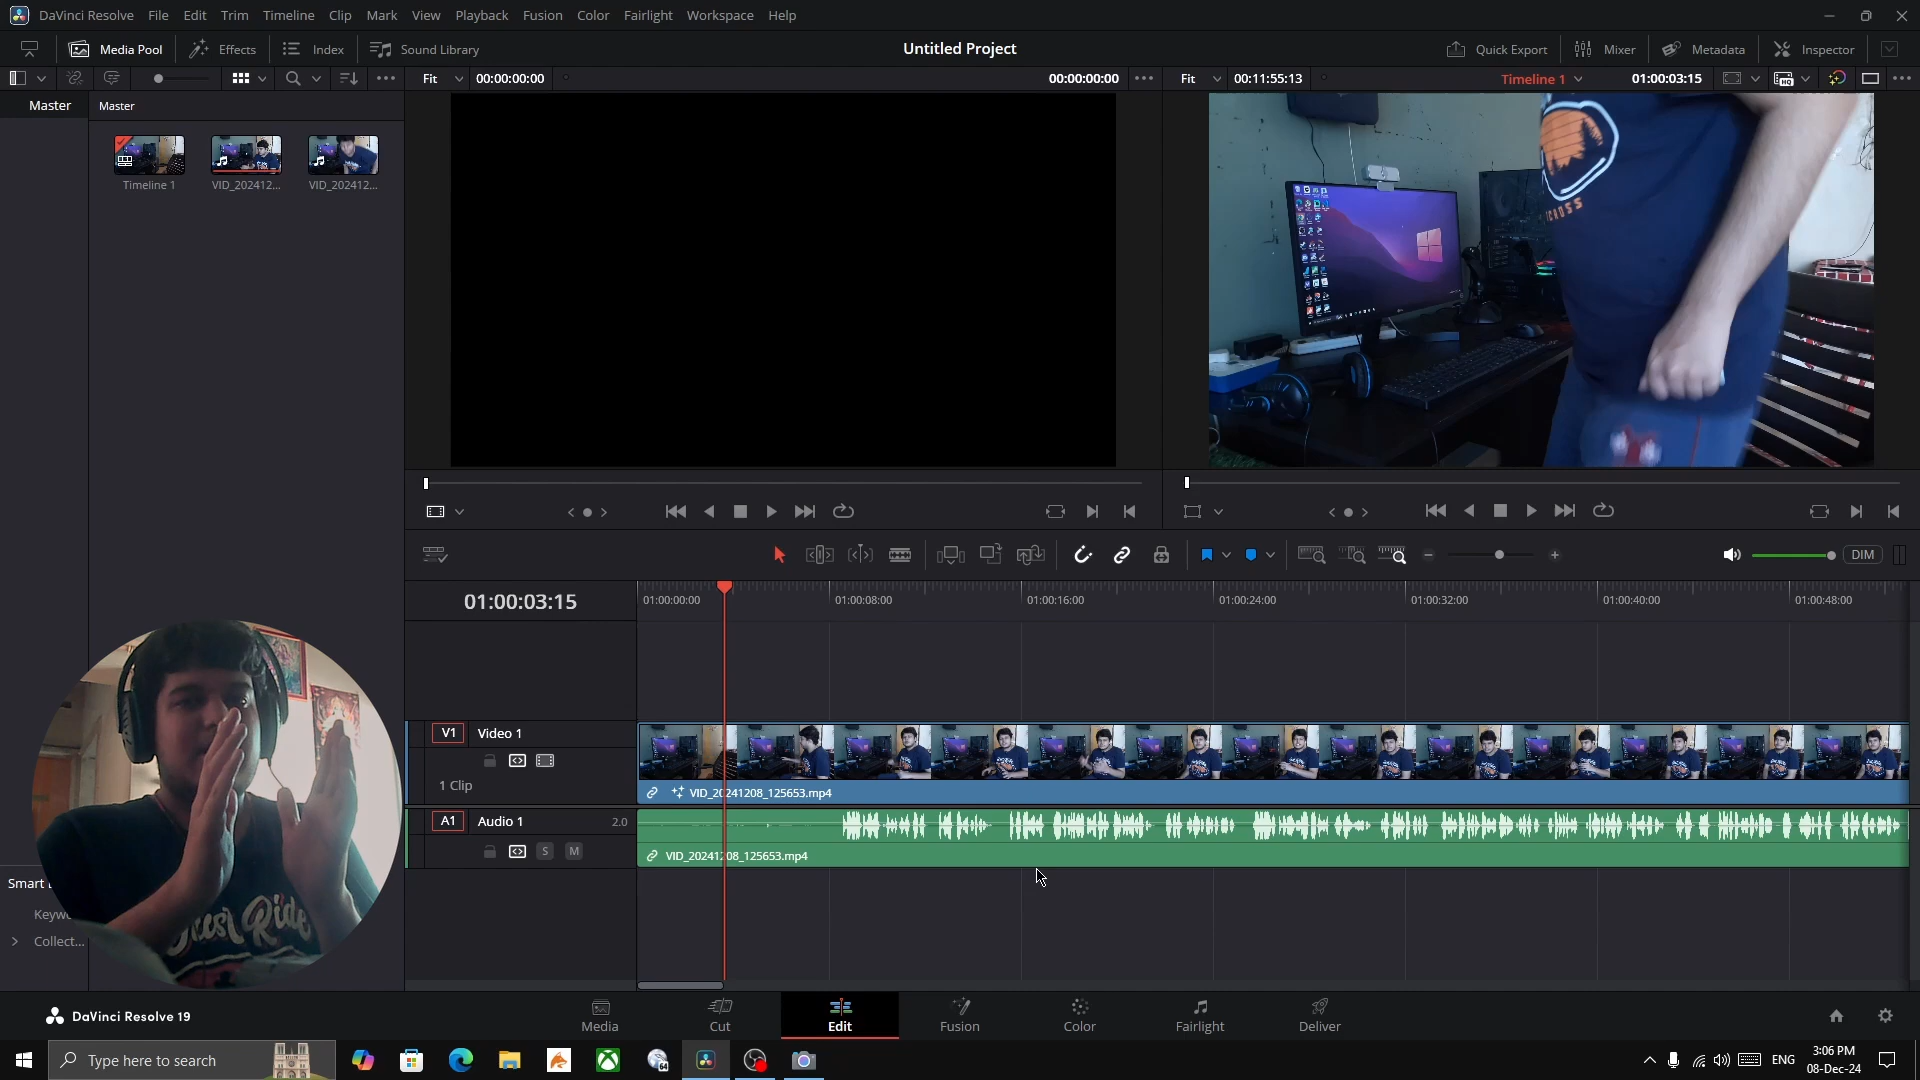 DaVinci Resolve File Edit Trim Timeline Clip Mark View Playback Fusion Color Fairlight Workspace Help
Media Pool Effects Index Sound Library Untitled Project Quick Export Mixer Metadata Inspector
Fit 00:00:00:00 00:00:00:00 Fit 00:11:55:13 Timeline 1 01:00:03:15
Master Master
Timeline 1 VID_202412... VID_202412...
CROSS
DIM
01:00:03:15 01:00:00:00 01:00:08:00 01:00:16:00 01:00:24:00 01:00:32:00 01:00:40:00 01:00:48:00
V1 Video 1
1 Clip VID_20241208_125653.mp4
A1 Audio 1 2.0
S M VID_20241208_125653.mp4
Smart
Keywo
Collect...
Ride
DaVinci Resolve 19 Media Cut Edit Fusion Color Fairlight Deliver
Type here to search 64 ENG 3:06 PM
08-Dec-24